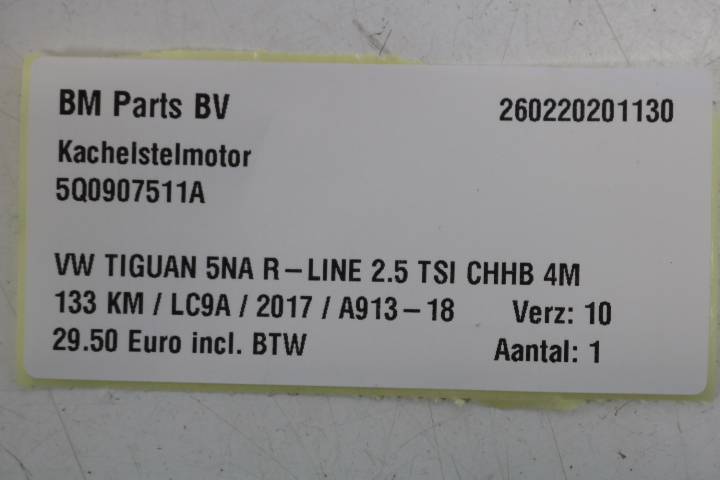 BM Parts BV 260220201130
Kachelstelmotor
5Q0907511A
VW TIGUAN 5NA R-LINE 2.5 TSI CHHB 4M
133 KM / LC9A / 2017 / A913-18 Verz: 10
29.50 Euro incl. BTW Aantal: 1